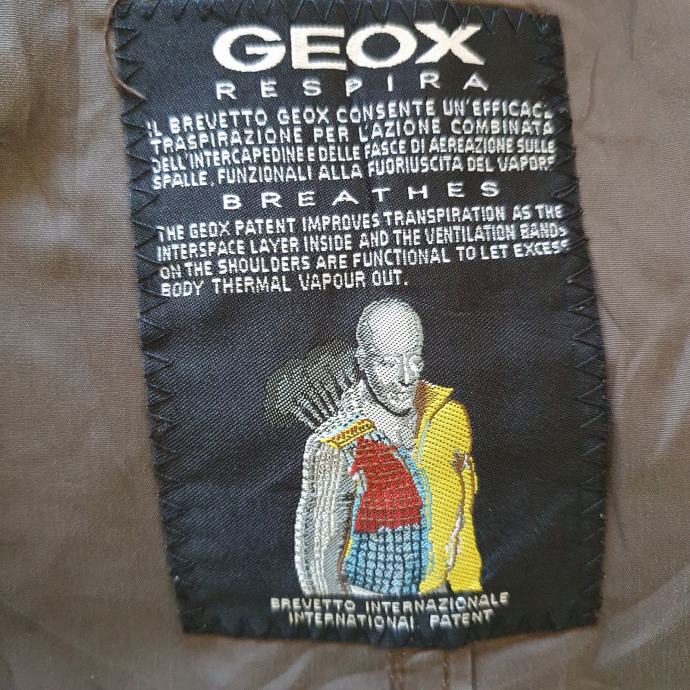 GEOX
RESPIRA
IL BREVETTO GEOX CONSENTE UN'EFFICACE
TRASPIRAZIONE PER L'AZIONE COMBINATA
DELL'INTERCAPEDINE E DELLE FASCE DI AEREAZIONE SULLE
SPALLE, FUNZIONALI ALLA FUORIUSCITA DEL VAPORE
BREATHES
THE GEOX PATENT IMPROVES TRANSPIRATION AS THE
INTERSPACE LAYER INSIDE AND THE VENTILATION BANDS
ON THE SHOULDERS ARE FUNCTIONAL TO LET EXCESS
BODY THERMAL VAPOUR OUT.
BREVETTO INTERNAZIONALE
INTERNATIONAL PATENT